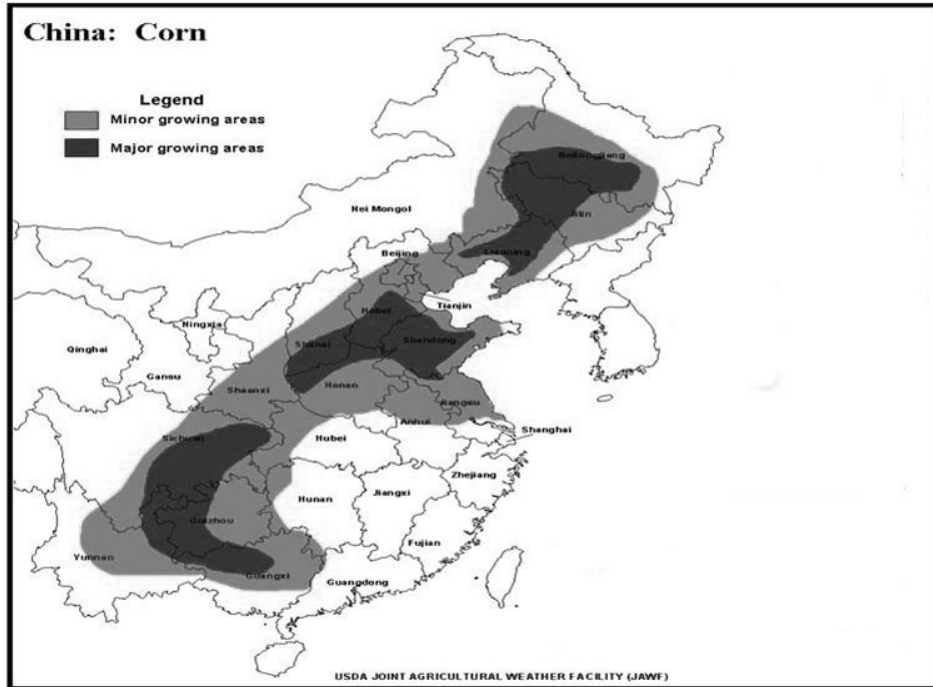 China: Corn
Legend
Minor growing areas
Major growing areas
Heilongjiang
Nei Mongol
Jilin
Liaoning
Beijing
Tianjin
Hebei
Ningxia
Shanxi
Shandong
Qinghai
Gansu
Shaanxi
Henan
Jiangsu
Anhui
Shanghai
Sichuan
Hubei
Zhejiang
Hunan
Jiangxi
Guizhou
Fujian
Yunnan
Guangxi
Guangdong
USDA JOINT AGRICULTURAL WEATHER FACILITY (JAWF)